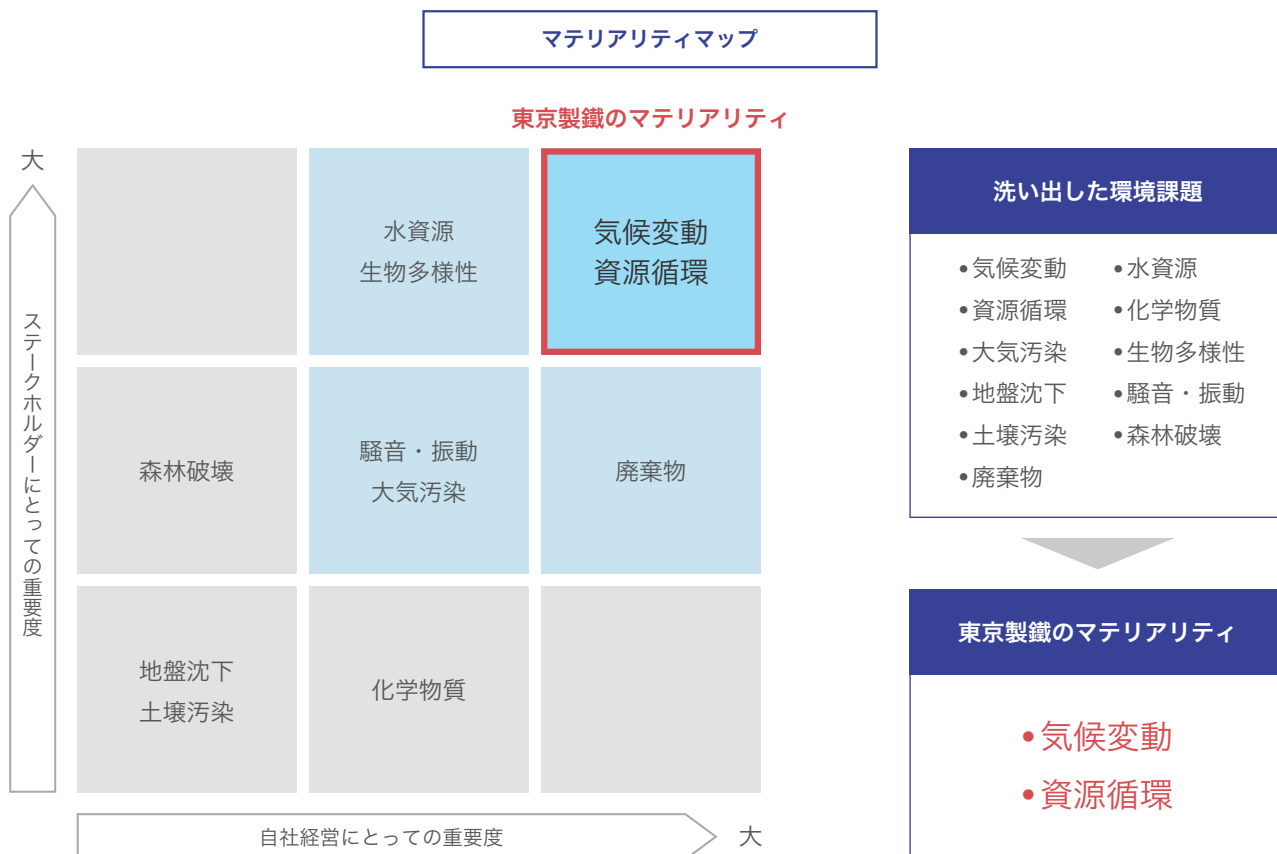 マテリアリティマップ
東京製鐵のマテリアリティ
大
ステークホルダーにとっての重要度
水資源
生物多様性
気候変動
資源循環
森林破壊
騒音・振動
大気汚染
廃棄物
地盤沈下
土壌汚染
化学物質
自社経営にとっての重要度
大
洗い出した環境課題
•気候変動 •水資源
•資源循環 •化学物質
•大気汚染 •生物多様性
•地盤沈下 •騒音・振動
•土壌汚染 •森林破壊
•廃棄物
東京製鐵のマテリアリティ
•気候変動
•資源循環